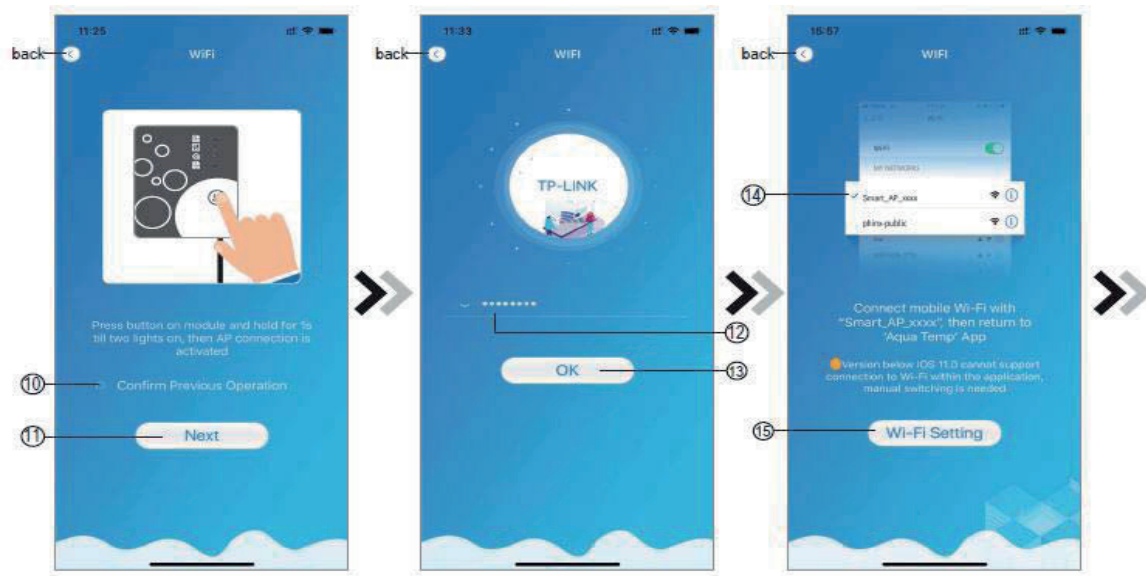 11:25
back
WiFi
Press button on module and hold for 1s
till two lights on, then AP connection is
activated
⑩
Confirm Previous Operation
⑪
Next
11:33
back
WIFI
TP-LINK
********
⑫
OK
⑬
15:57
back
WIFI
MY NETWORKS
⑭
Smart_AP_xxxx
phinx-public
Connect mobile Wi-Fi with
"Smart_AP_xxxx", then return to
'Aqua Temp' App
Version below IOS 11.0 cannot support
connection to Wi-Fi within the application,
manual switching is needed
⑮
Wi-Fi Setting